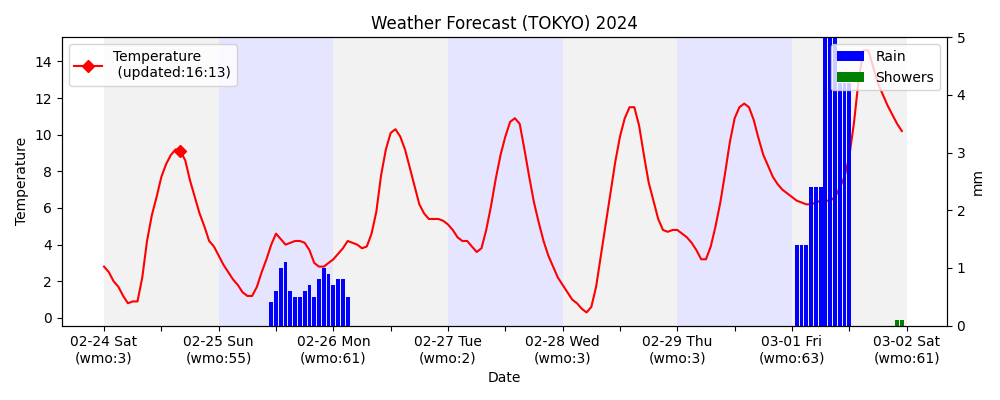 Weather Forecast (TOKYO) 2024
Temperature
(updated:16:13)
Rain
Showers
14
12
10
8
6
4
2
0
Temperature
5
4
3
2
1
0
mm
02-24 Sat
(wmo:3)
02-25 Sun
(wmo:55)
02-26 Mon
(wmo:61)
02-27 Tue
(wmo:2)
02-28 Wed
(wmo:3)
02-29 Thu
(wmo:3)
03-01 Fri
(wmo:63)
03-02 Sat
(wmo:61)
Date